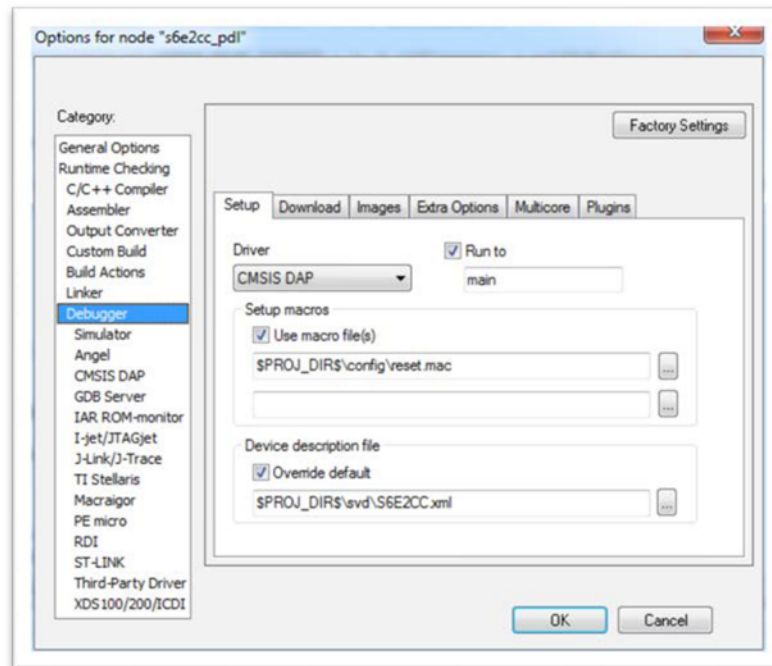 Options for node "s6e2cc_pdl"
Category:
Factory Settings
General Options
Runtime Checking
C/C++ Compiler
Assembler
Output Converter
Custom Build
Build Actions
Linker
Debugger
Simulator
Angel
CMSIS DAP
GDB Server
IAR ROM-monitor
I-jet/JTAGjet
J-Link/J-Trace
TI Stellaris
Macraigor
PE micro
RDI
ST-LINK
Third-Party Driver
XDS100/200/ICDI
Setup Download Images Extra Options Multicore Plugins
Driver Run to
CMSIS DAP main
Setup macros
Use macro file(s)
$PROJ_DIR$\config\reset.mac
...
...
Device description file
Override default
$PROJ_DIR$\svd\S6E2CC.xml
...
OK Cancel